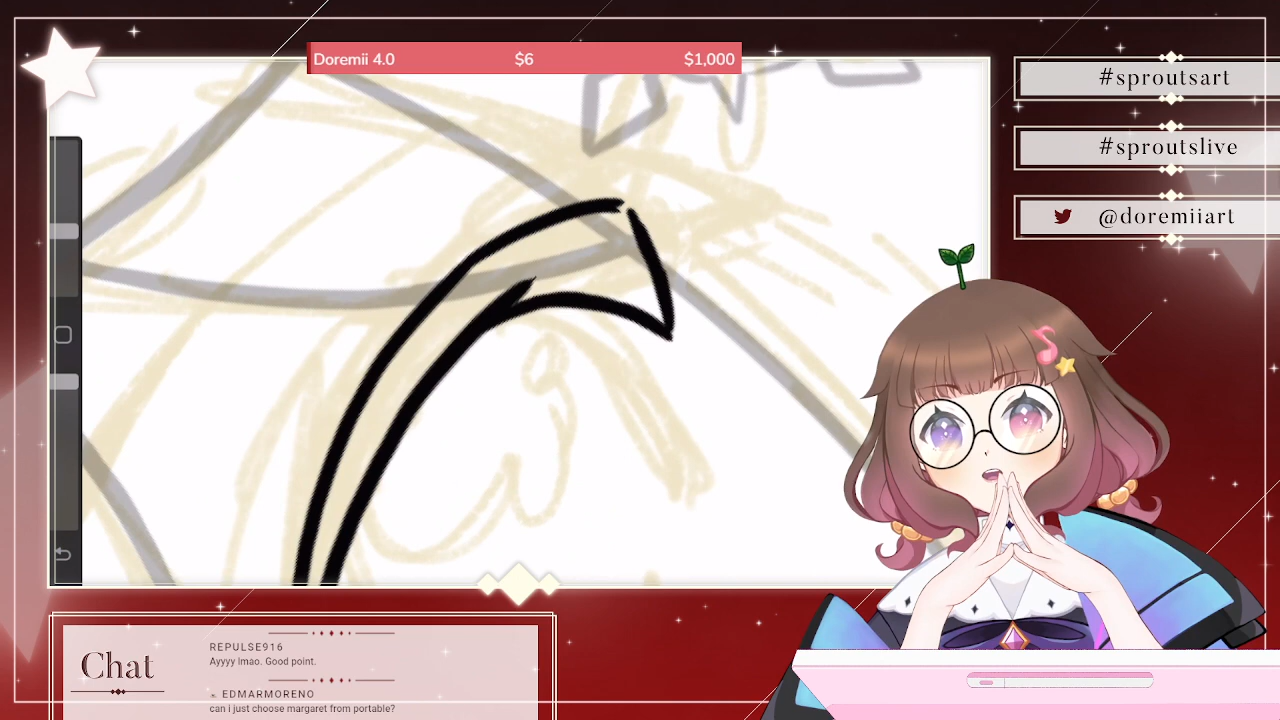 Doremii 4.0 $6 $1,000
#sproutsart
#sproutslive
@doremiiart
Chat
REPULSE916
Ayyyy lmao. Good point.
EDMARMORENO
can i just choose margaret from portable?